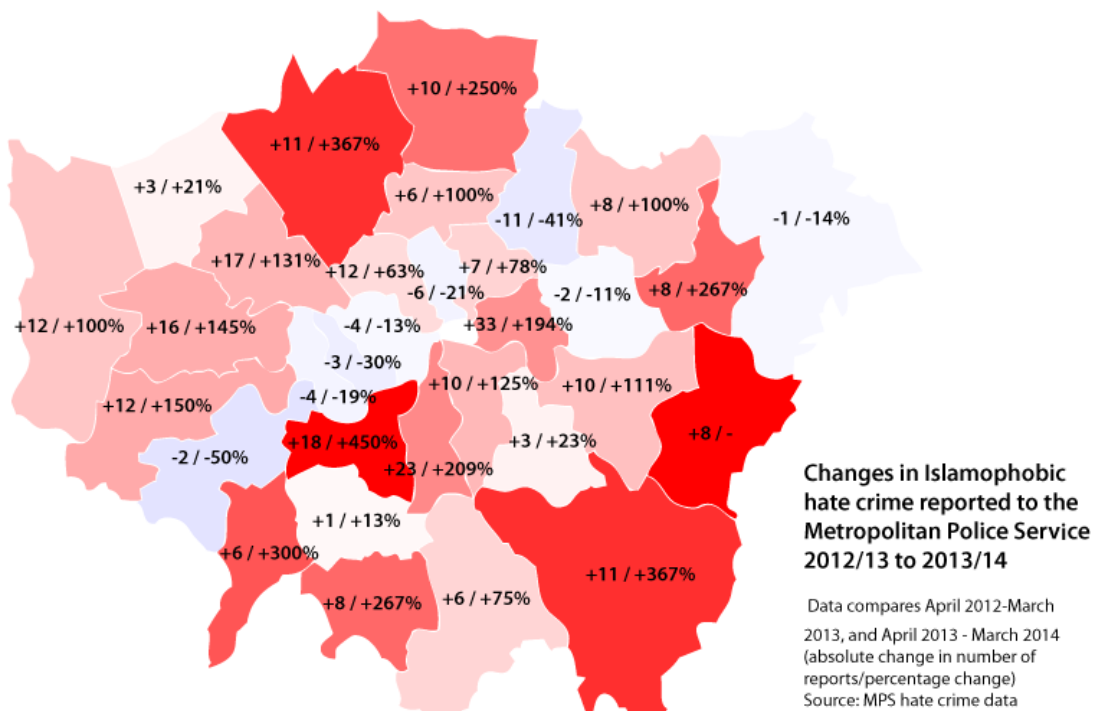 +10 / +250%
+11 / +367%
+3 / +21%
+6 / +100%
-11 / -41%
+8 / +100%
-1 / -14%
+17 / +131%
+12 / +63%
+7 / +78%
-6 / -21%
-2 / -11%
+8 / +267%
+12 / +100%
+16 / +145%
-4 / -13%
+33 / +194%
-3 / -30%
+10 / +125%
+10 / +111%
-4 / -19%
+12 / +150%
+18 / +450%
+3 / +23%
+8 / -
-2 / -50%
+23 / +209%
+1 / +13%
+6 / +300%
+11 / +367%
+8 / +267%
+6 / +75%
Changes in Islamophobic
hate crime reported to the
Metropolitan Police Service
2012/13 to 2013/14
Data compares April 2012-March
2013, and April 2013 - March 2014
(absolute change in number of
reports/percentage change)
Source: MPS hate crime data